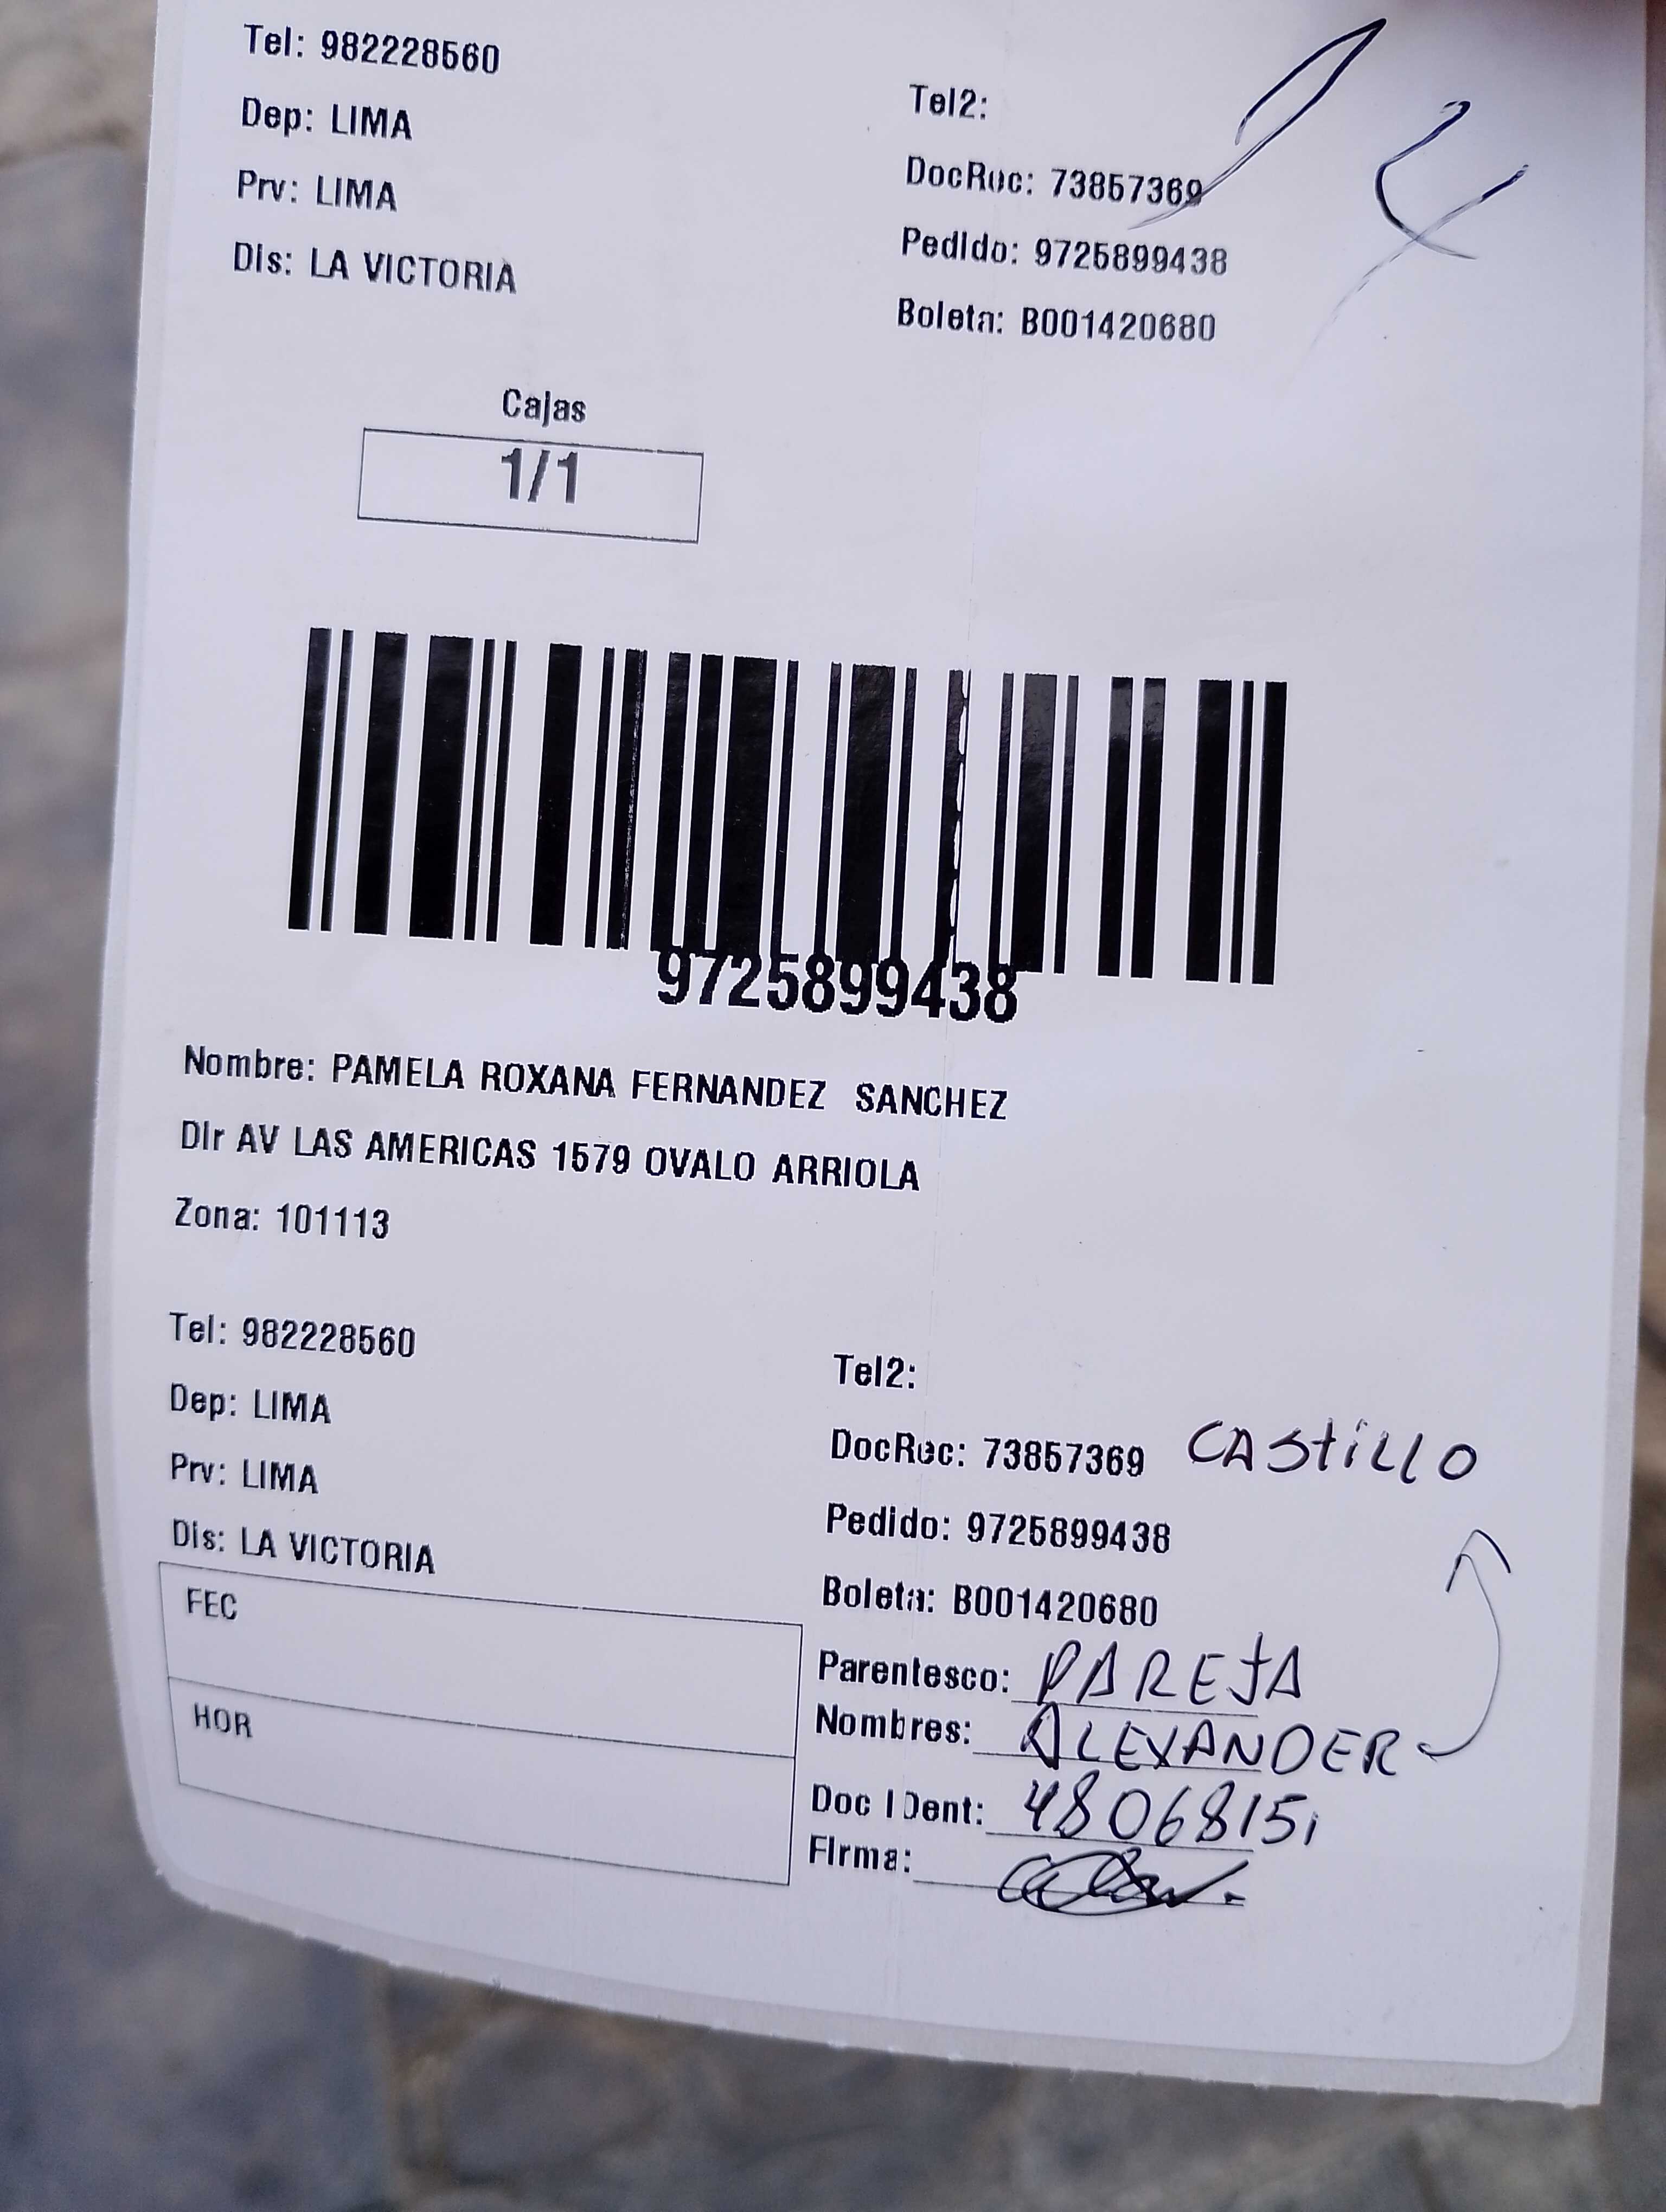 Tel: 982228560
Dep: LIMA
Prv: LIMA
Dis: LA VICTORIA
Tel2:
DocRec: 73857369
Pedido: 9725899438
Boleta: B001420680
Cajas
1/1
9725899438
Nombre: PAMELA ROXANA FERNANDEZ SANCHEZ
Dir AV LAS AMERICAS 1579 OVALO ARRIOLA
Zona: 101113
Tel: 982228560
Dep: LIMA
Prv: LIMA
Dis: LA VICTORIA
FEC
HOR
Tel2:
DocRec: 73857369 CAStiLLO
Pedido: 9725899438
Boleta: B001420680
Parentesco: PAREJA
Nombres: ALEXANDER
Doc IDent: 48068151
Firma: